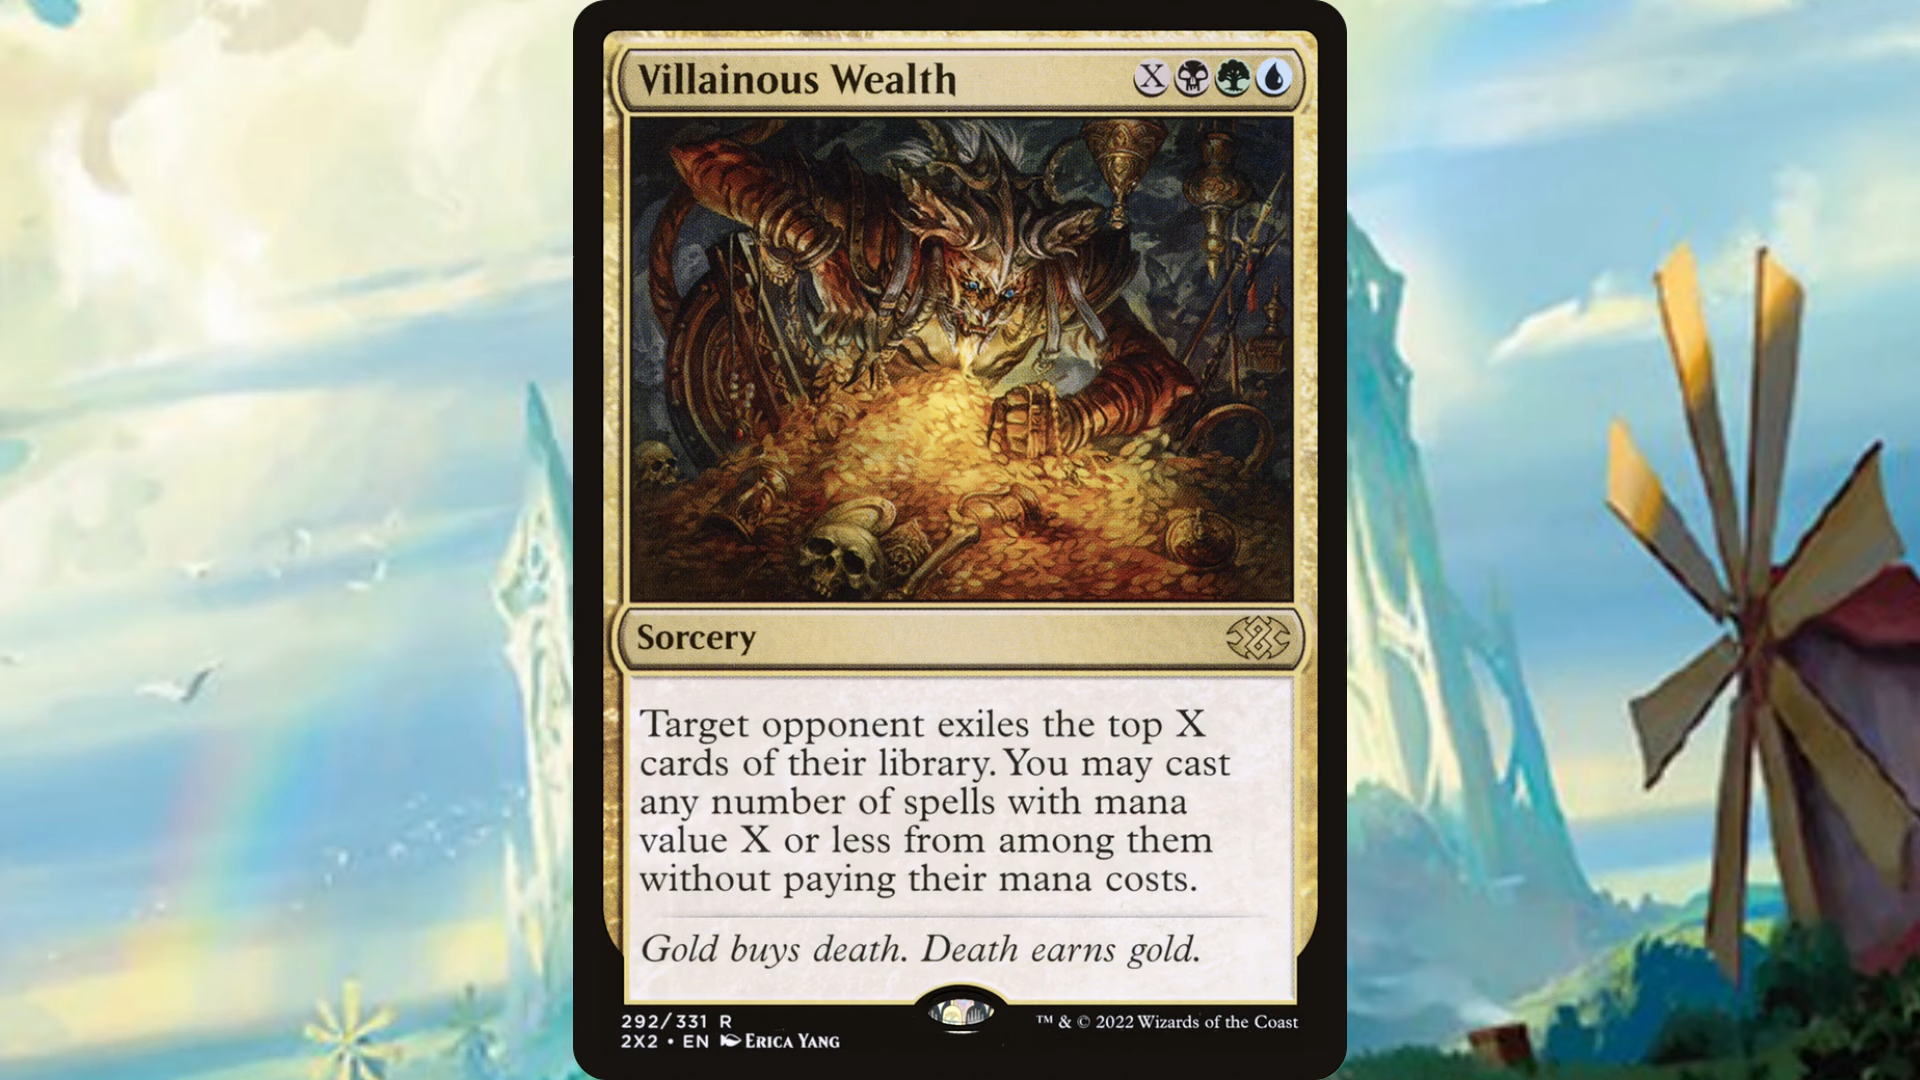 Villainous Wealth X
Sorcery
Target opponent exiles the top X
cards of their library. You may cast
any number of spells with mana
value X or less from among them
without paying their mana costs.
Gold buys death. Death earns gold.
292/331 R
2X2 • EN Erica Yang
™ & © 2022 Wizards of the Coast